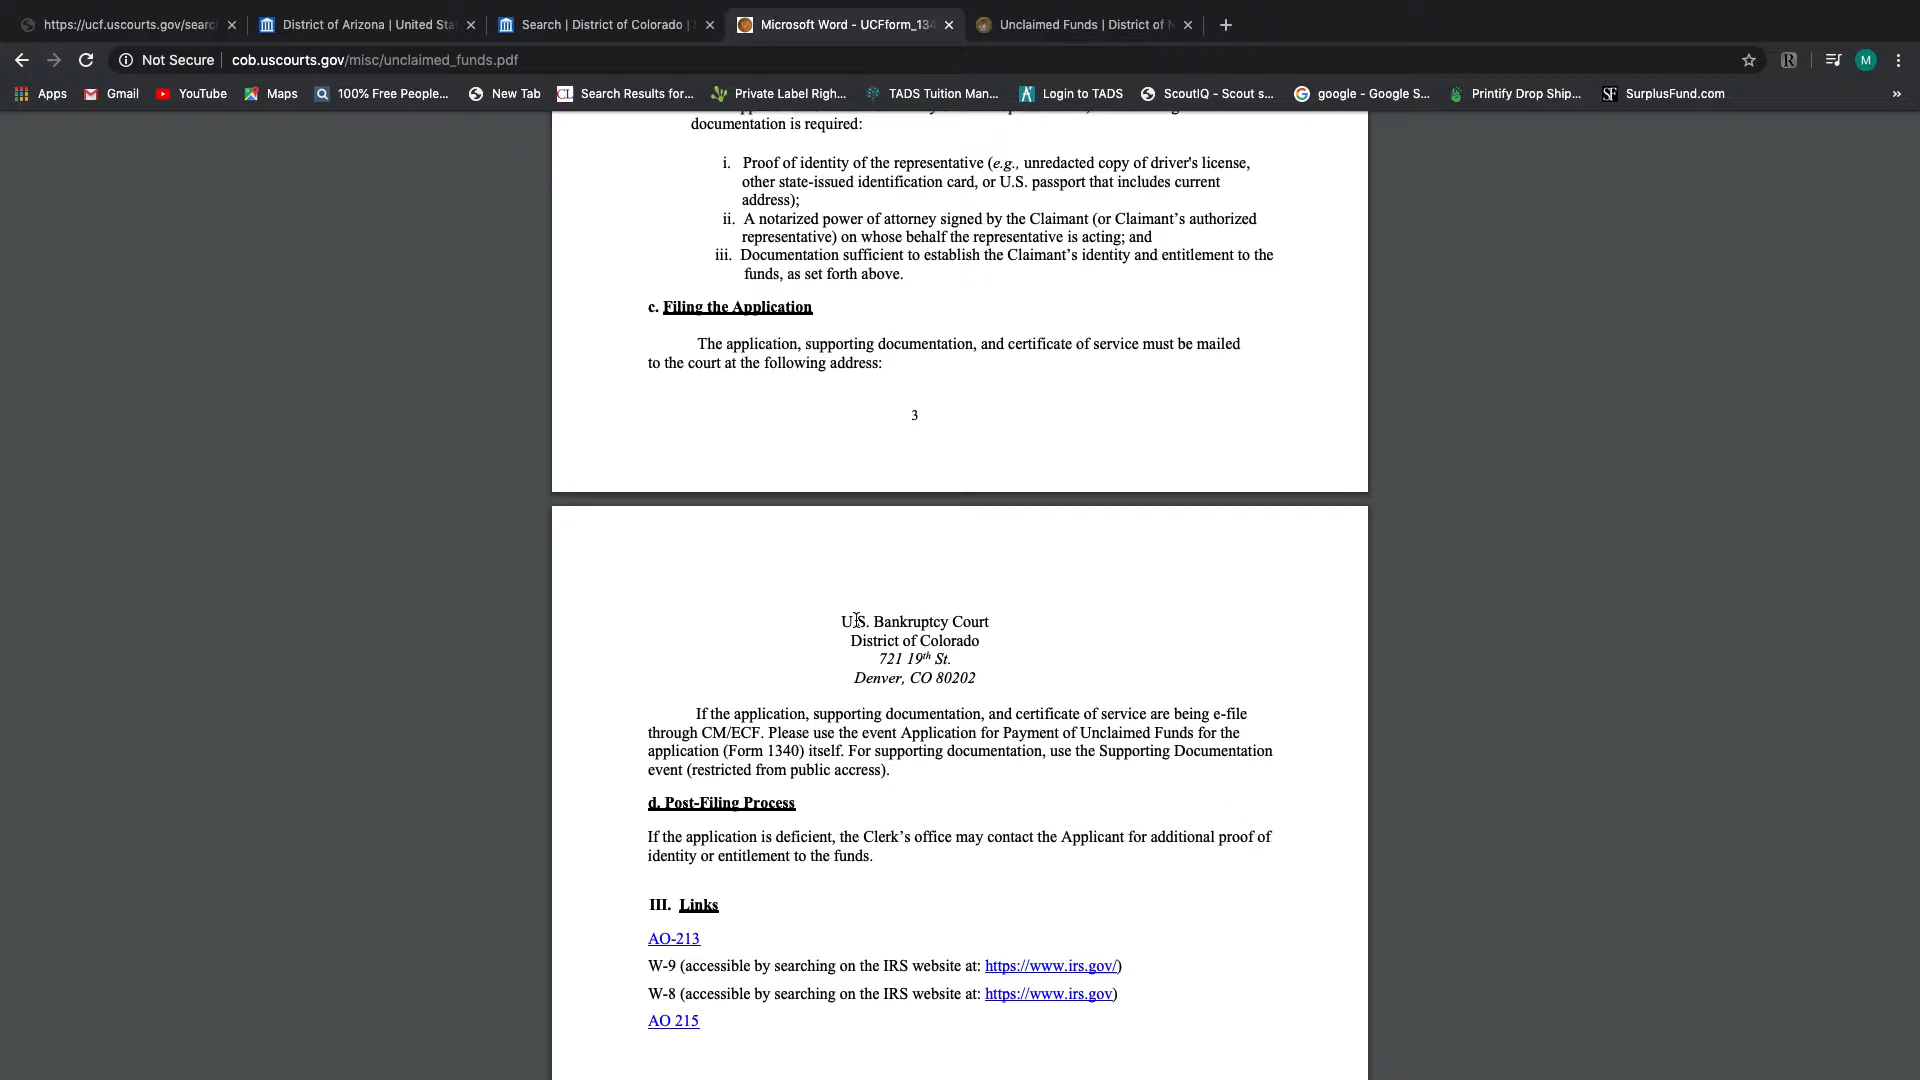 https://ucf.uscourts.gov/searc
District of Arizona | United Sta
Search | District of Colorado |
Microsoft Word - UCFform_134
Unclaimed Funds | District of N
Not Secure
cob.uscourts.gov/misc/unclaimed_funds.pdf
M
Apps
Gmail
YouTube
Maps
100% Free People...
New Tab
CL Search Results for...
Private Label Righ...
TADS Tuition Man...
Login to TADS
ScoutIQ - Scout s...
google - Google S...
Printify Drop Ship...
SF SurplusFund.com
»
documentation is required:
i. Proof of identity of the representative (e.g., unredacted copy of driver's license,
other state-issued identification card, or U.S. passport that includes current
address);
ii. A notarized power of attorney signed by the Claimant (or Claimant’s authorized
representative) on whose behalf the representative is acting; and
iii. Documentation sufficient to establish the Claimant’s identity and entitlement to the
funds, as set forth above.
c. Filing the Application
The application, supporting documentation, and certificate of service must be mailed
to the court at the following address:
3
U.S. Bankruptcy Court
District of Colorado
721 19th St.
Denver, CO 80202
If the application, supporting documentation, and certificate of service are being e-file
through CM/ECF. Please use the event Application for Payment of Unclaimed Funds for the
application (Form 1340) itself. For supporting documentation, use the Supporting Documentation
event (restricted from public accress).
d. Post-Filing Process
If the application is deficient, the Clerk’s office may contact the Applicant for additional proof of
identity or entitlement to the funds.
III. Links
AO-213
W-9 (accessible by searching on the IRS website at: https://www.irs.gov/)
W-8 (accessible by searching on the IRS website at: https://www.irs.gov)
AO 215